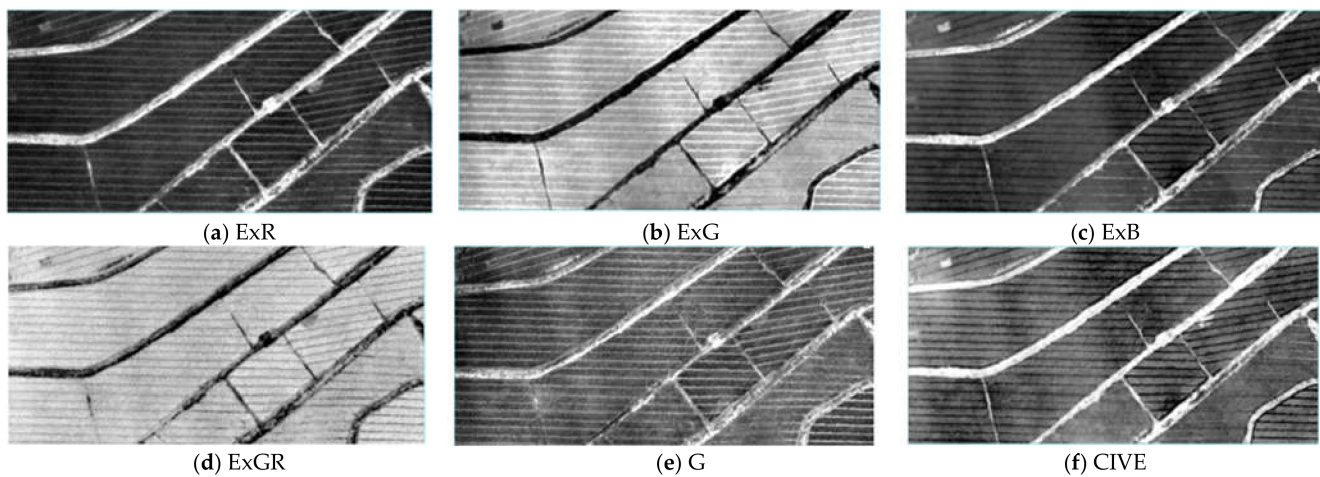 (a) ExR
(b) ExG
(c) ExB
(d) ExGR
(e) G
(f) CIVE